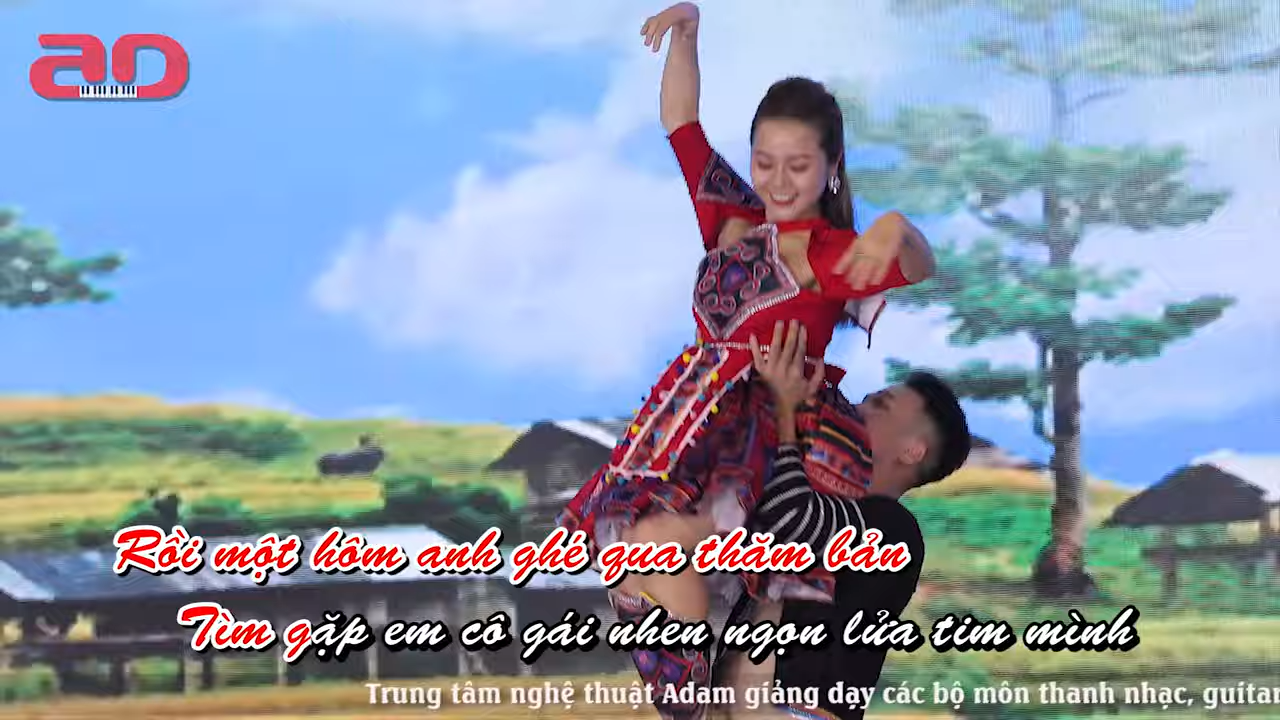 AD
Rồi một hôm anh ghé qua thăm bản
Tìm gặp em cô gái nhen ngọn lửa tim mình
Trung tâm nghệ thuật Adam giảng dạy các bộ môn thanh nhạc, guitar